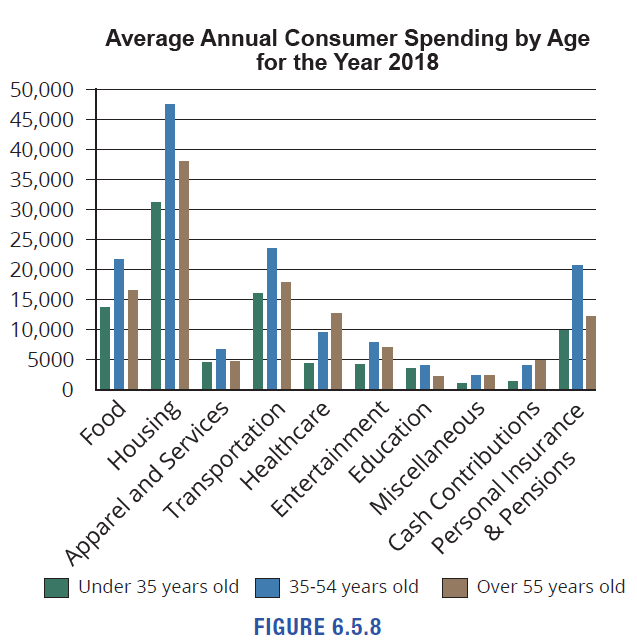 Average Annual Consumer Spending by Age
for the Year 2018
50,000
45,000
40,000
35,000
30,000
25,000
20,000
15,000
10,000
5000
0
Food
Housing
Apparel and Services
Transportation
Healthcare
Entertainment
Education
Miscellaneous
Cash Contributions
Personal Insurance
& Pensions
Under 35 years old
35-54 years old
Over 55 years old
FIGURE 6.5.8